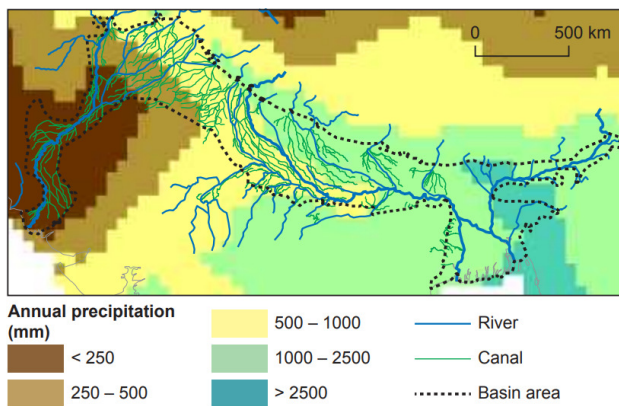 0 500 km
Annual precipitation
(mm)
< 250
250 – 500
500 – 1000
1000 – 2500
> 2500
River
Canal
Basin area